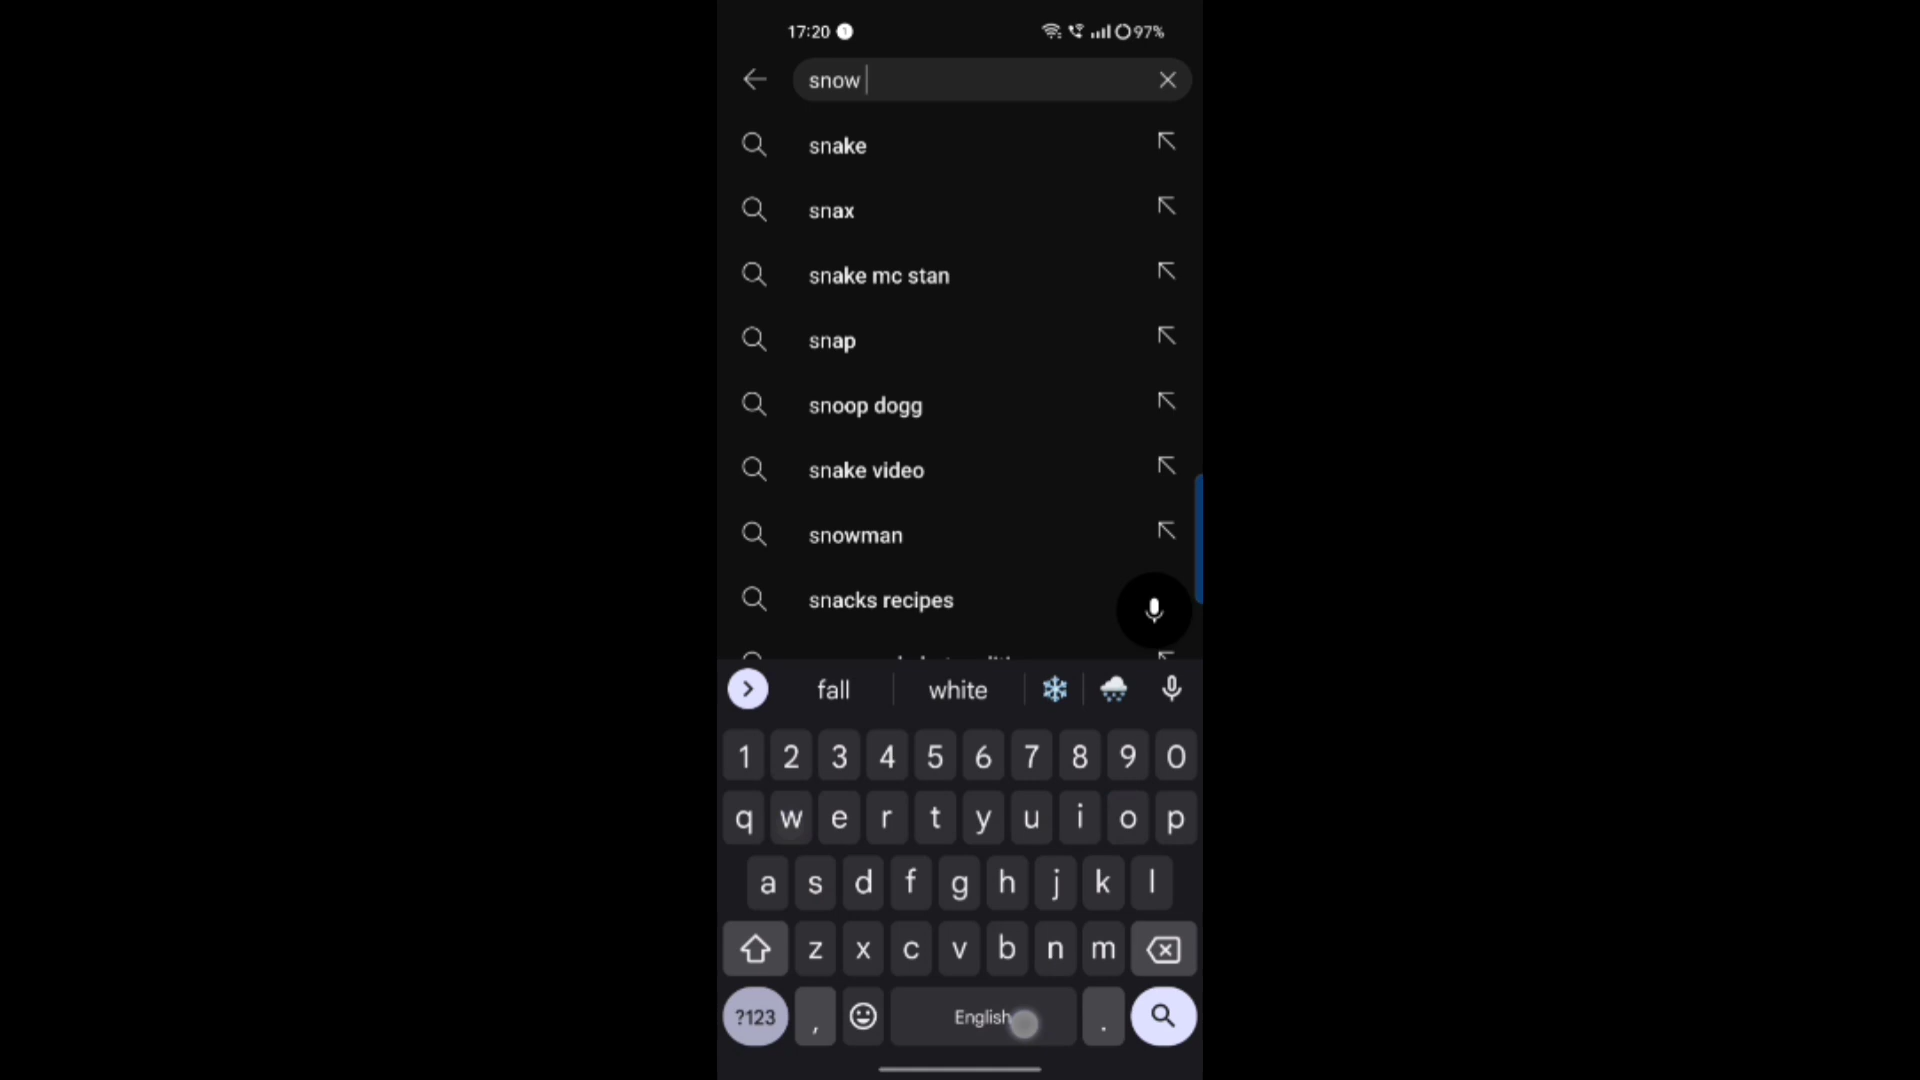 17:20 97%
snow
snake
snax
snake mc stan
snap
snoop dogg
snake video
snowman
snacks recipes
fall white
1 2 3 4 5 6 7 8 9 0
q w e r t y u i o p
a s d f g h j k l
z x c v b n m
?123 , English .